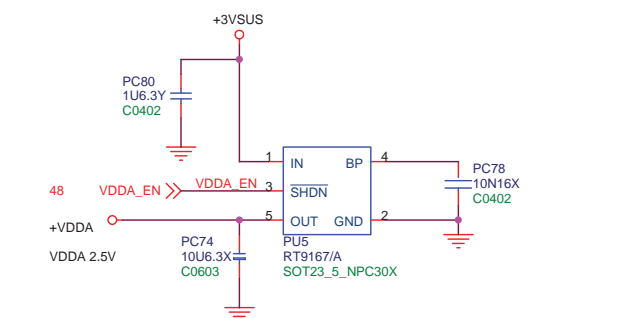 +3VSUS
PC80
1U6.3Y
C0402
1 IN BP 4
PC78
10N16X
C0402
48 VDDA_EN VDDA_EN 3 SHDN
+VDDA 5 OUT GND 2
VDDA 2.5V
PC74
10U6.3X
C0603
PU5
RT9167/A
SOT23_5_NPC30X